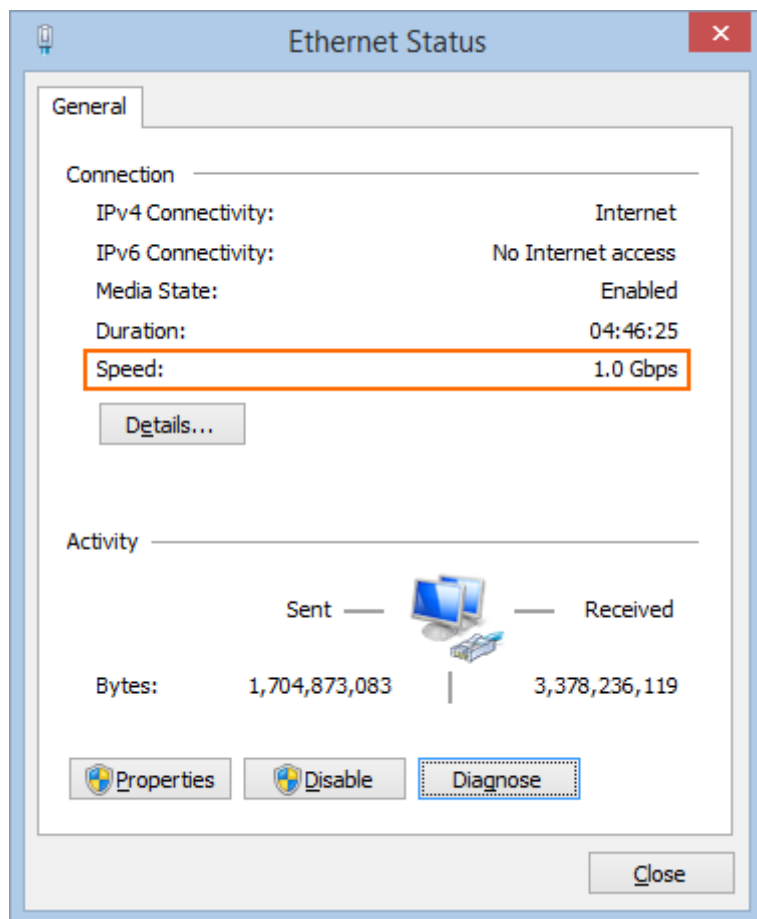 Ethernet Status
General
Connection
IPv4 Connectivity: Internet
IPv6 Connectivity: No Internet access
Media State: Enabled
Duration: 04:46:25
Speed: 1.0 Gbps
Details...
Activity
Sent Received
Bytes: 1,704,873,083 3,378,236,119
Properties Disable Diagnose
Close